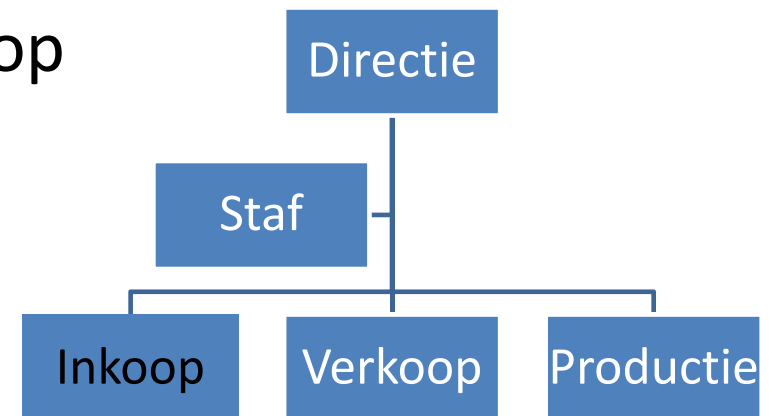 op
Directie
Staf
Inkoop
Verkoop
Productie